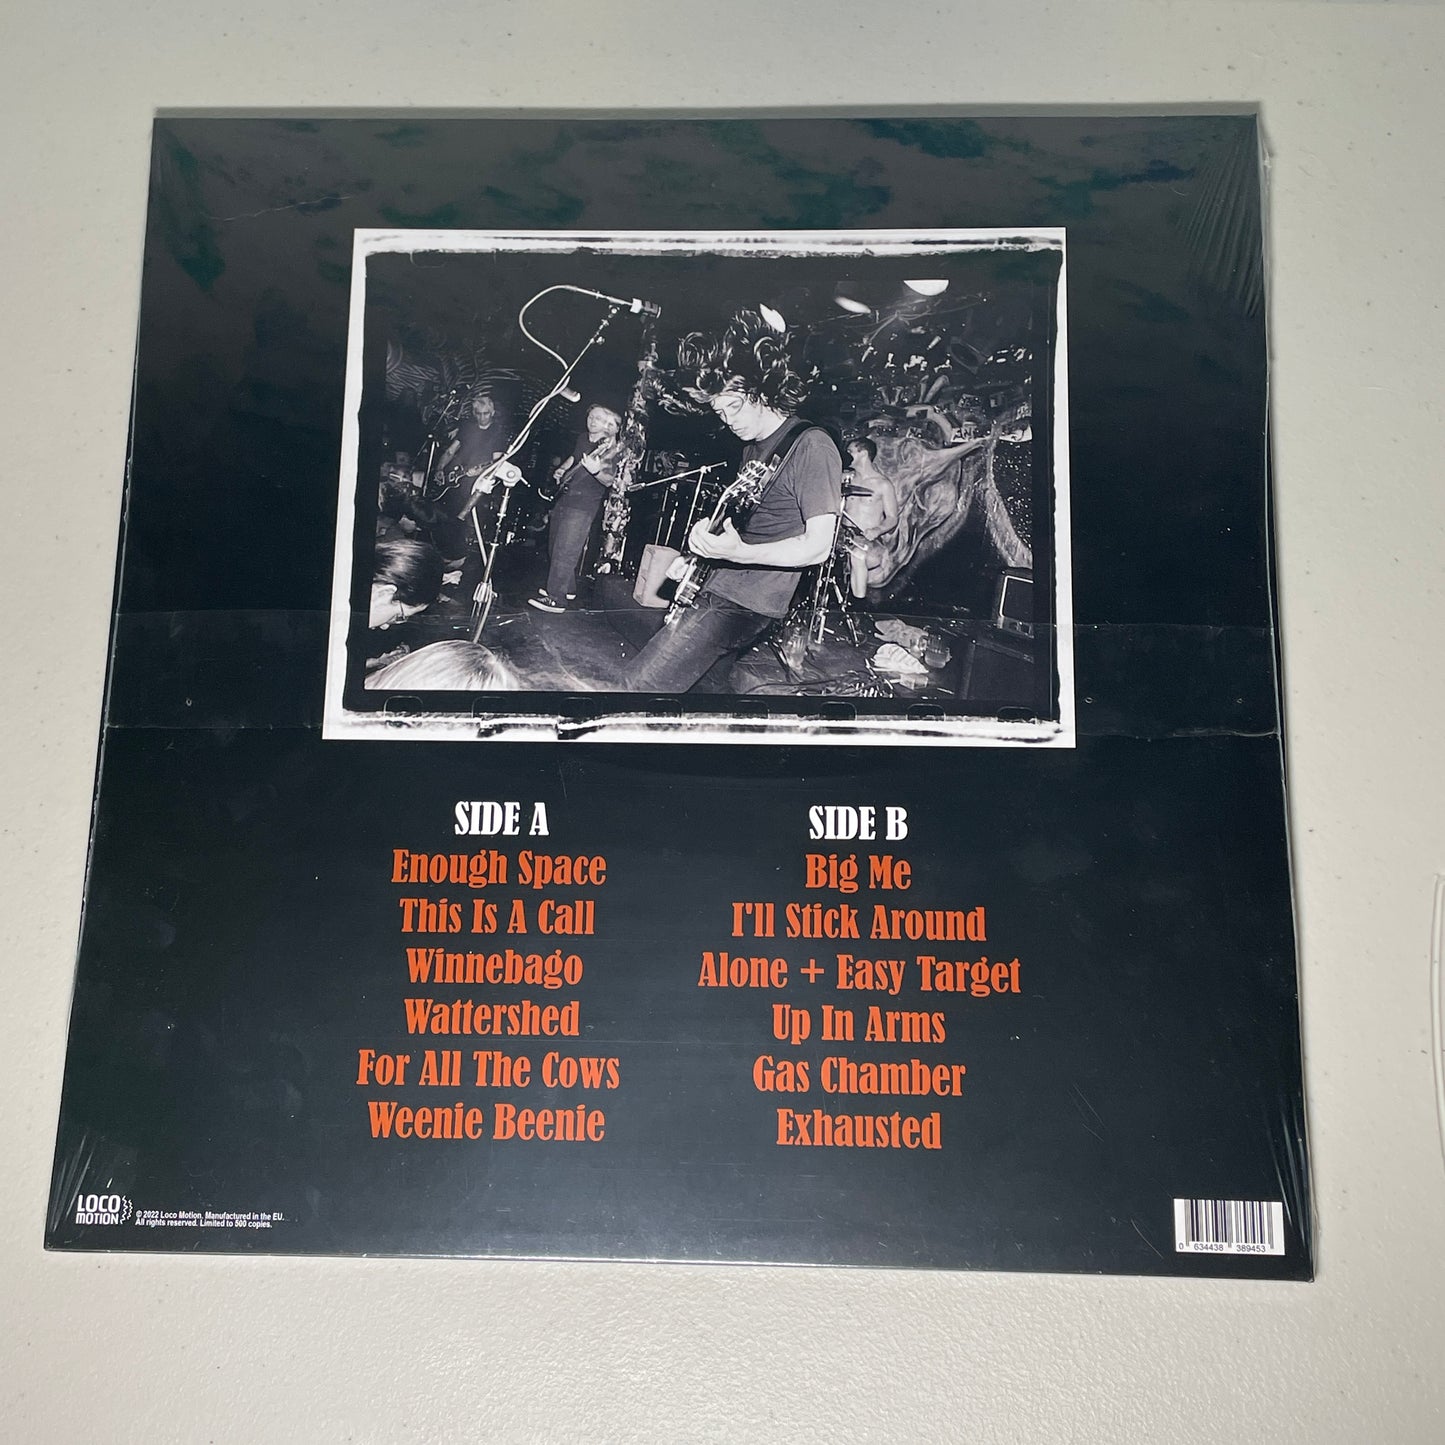 SIDE A
Enough Space
This Is A Call
Winnebago
Wattershed
For All The Cows
Weenie Beenie
SIDE B
Big Me
I'll Stick Around
Alone + Easy Target
Up In Arms
Gas Chamber
Exhausted
LOCO
MOTION
© 2022 Loco Motion. Manufactured in the EU.
All rights reserved. Limited to 500 copies.
0 634438 389453